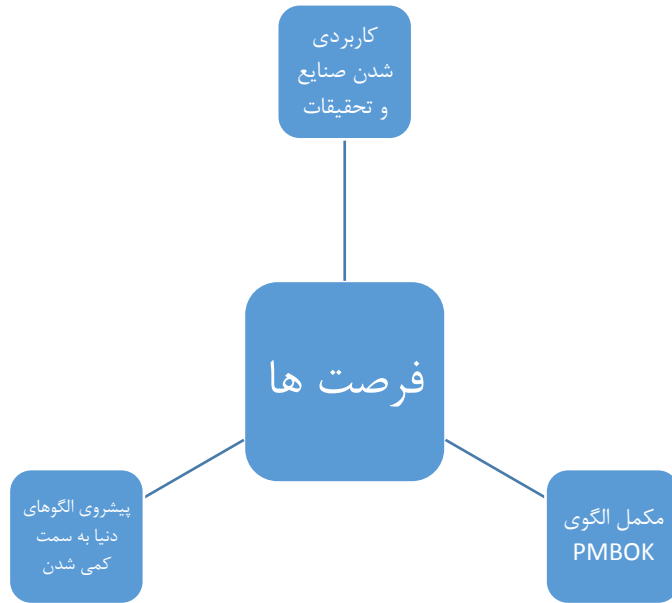 کاربردی
شدن صنایع
و تحقیقات
فرصت ها
مکمل الگوی
PMBOK
پیشروی الگوهای
دنیا به سمت
کمی شدن